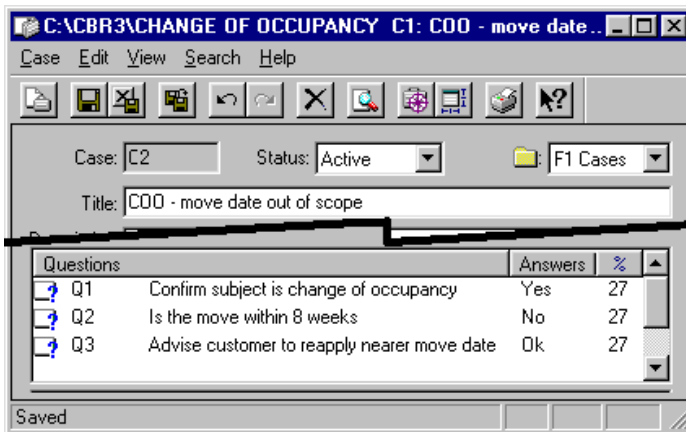 C:\CBR3\CHANGE OF OCCUPANCY C1: COO - move date..
Case Edit View Search Help
Case: C2 Status: Active : F1 Cases
Title: COO - move date out of scope
Questions Answers %
Q1 Confirm subject is change of occupancy Yes 27
Q2 Is the move within 8 weeks No 27
Q3 Advise customer to reapply nearer move date Ok 27
Saved